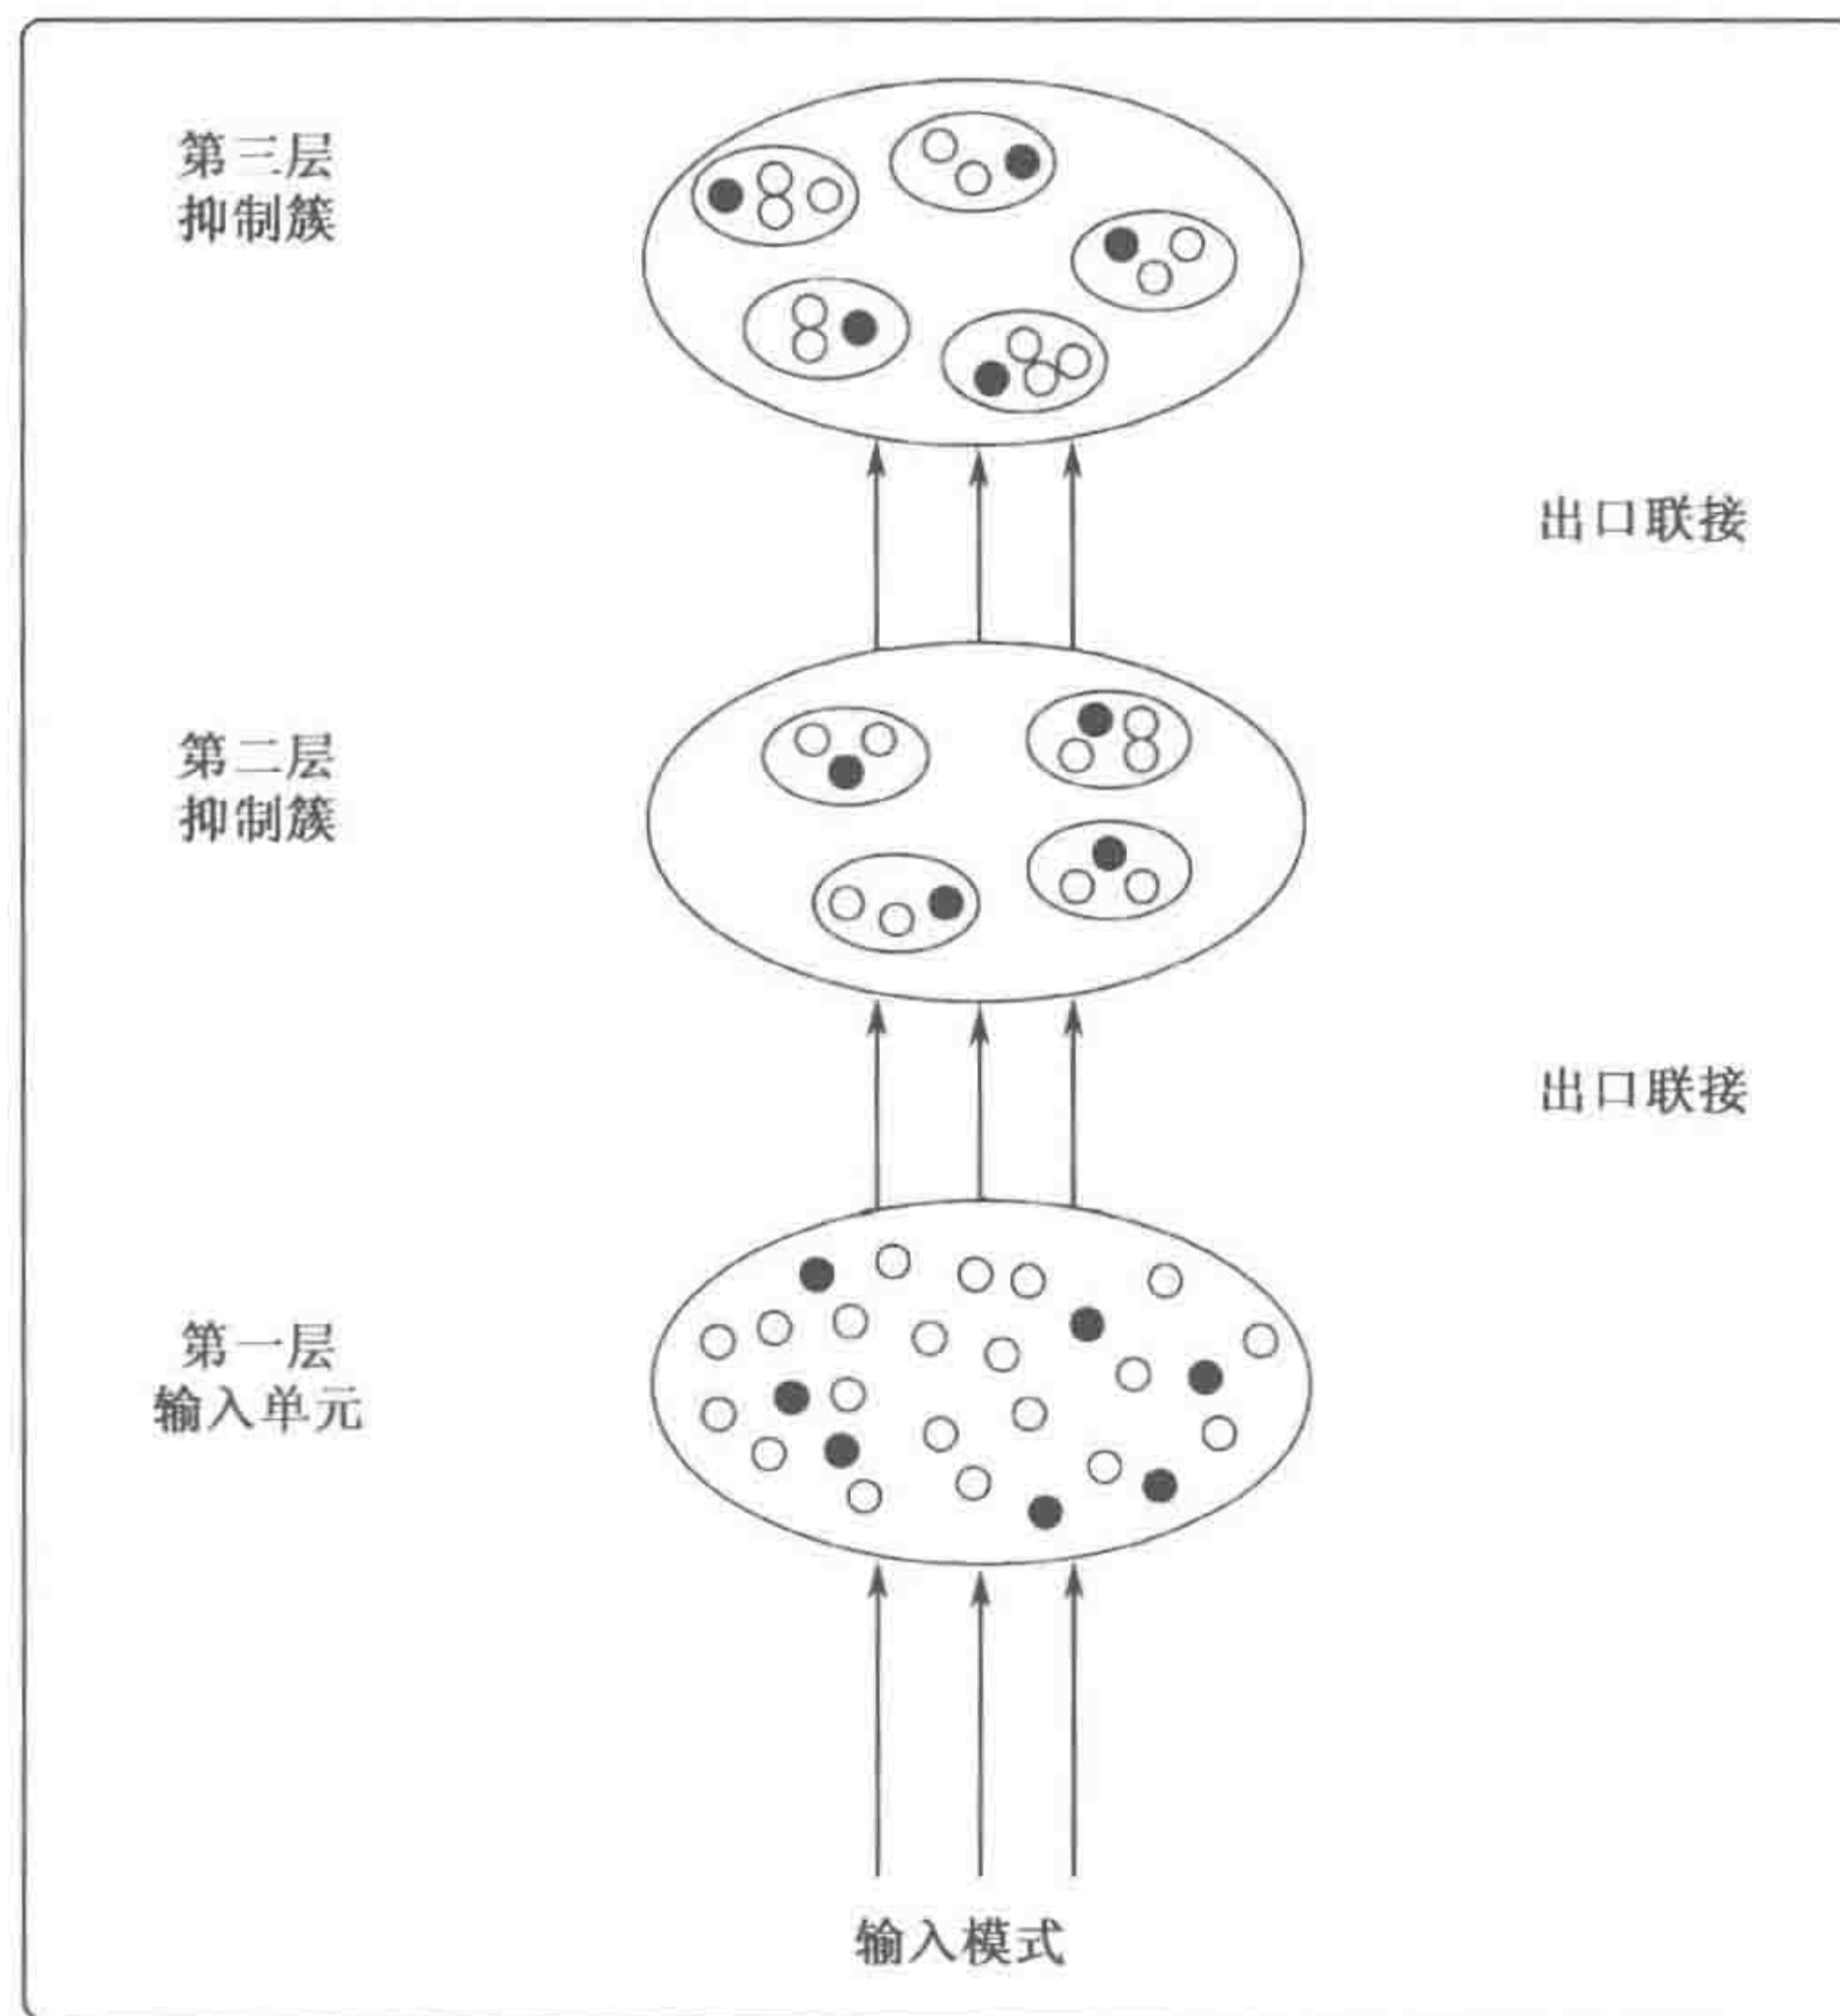 第三层
抑制簇
出口联接
第二层
抑制簇
出口联接
第一层
输入单元
输入模式